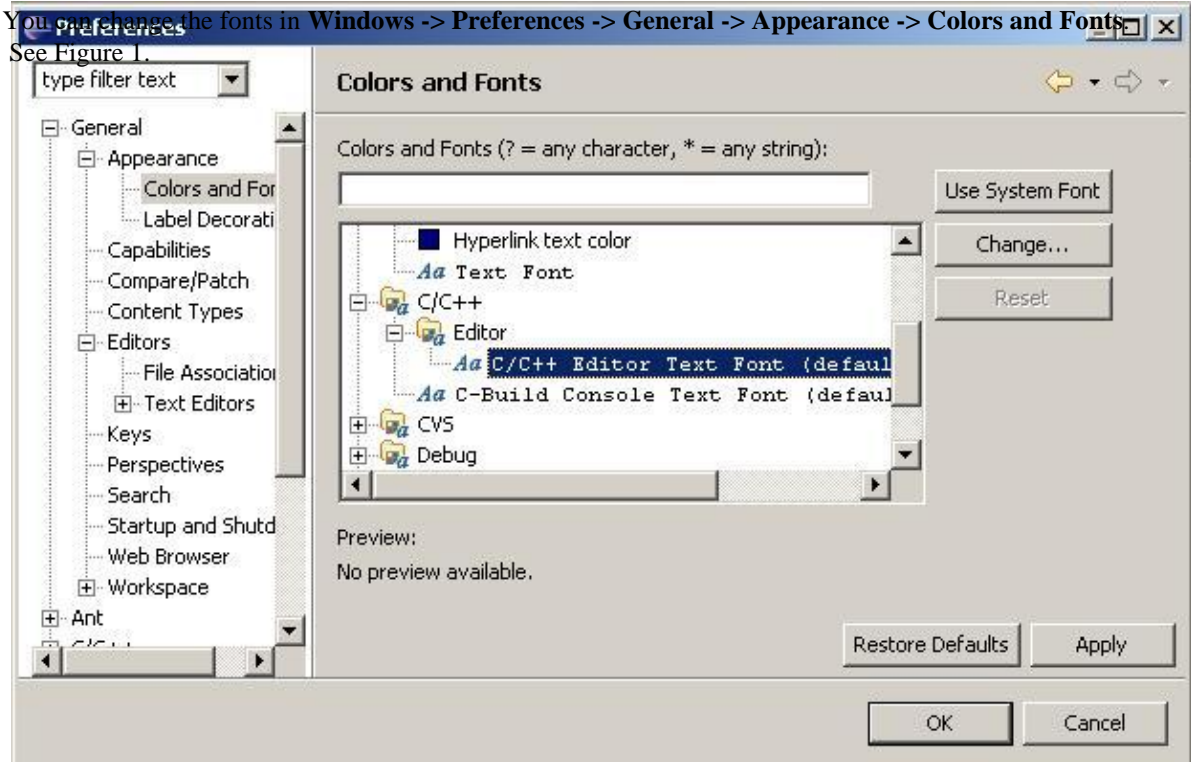 You can change the fonts in Windows -> Preferences -> General -> Appearance -> Colors and Fonts.
Preferences
See Figure 1.
type filter text
General
Appearance
Colors and For
Label Decorati
Capabilities
Compare/Patch
Content Types
Editors
File Association
Text Editors
Keys
Perspectives
Search
Startup and Shutd
Web Browser
Workspace
Ant
C/C++
Colors and Fonts
Colors and Fonts (? = any character, * = any string):
Use System Font
Change...
Reset
Hyperlink text color
Aa Text Font
C/C++
Editor
Aa C/C++ Editor Text Font (defaul
Aa C-Build Console Text Font (defaul
CVS
Debug
Preview:
No preview available.
Restore Defaults
Apply
OK
Cancel